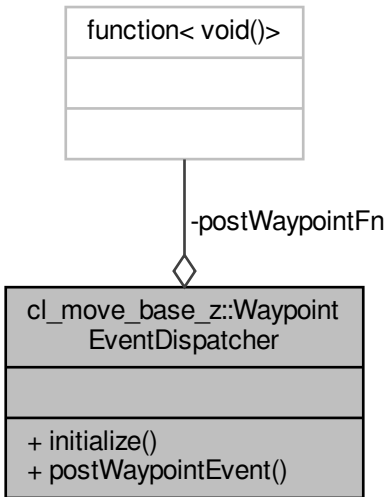 function< void()>
-postWaypointFn
cl_move_base_z::Waypoint
EventDispatcher
+ initialize()
+ postWaypointEvent()